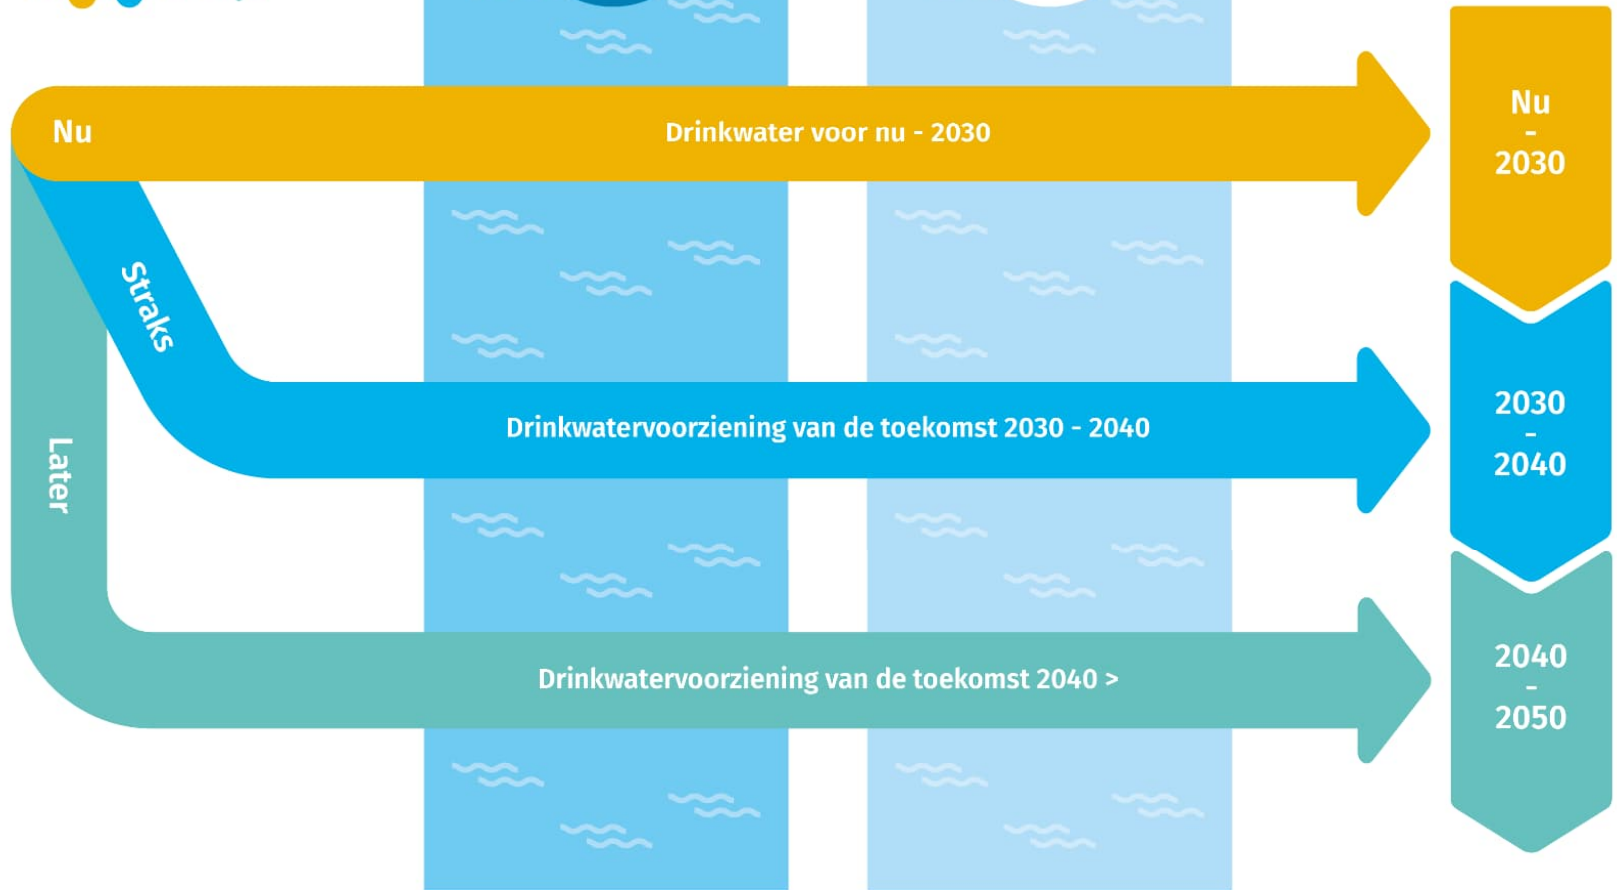 Nu
Drinkwater voor nu - 2030
Nu
-
2030
Straks
Drinkwatervoorziening van de toekomst 2030 - 2040
2030
-
2040
Later
Drinkwatervoorziening van de toekomst 2040 >
2040
-
2050